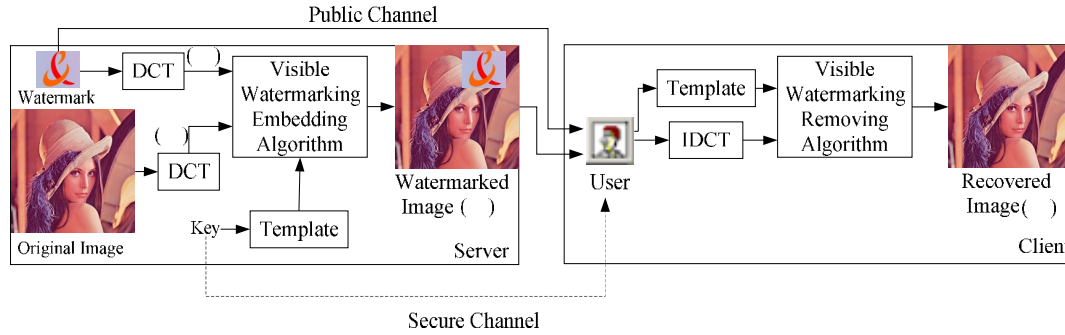 Public Channel
Watermark
DCT
( )
Visible
Watermarking
Embedding
Algorithm
( )
DCT
Original Image
Key
Template
Watermarked
Image ( )
Server
User
Template
IDCT
Visible
Watermarking
Removing
Algorithm
Recovered
Image( )
Client
Secure Channel